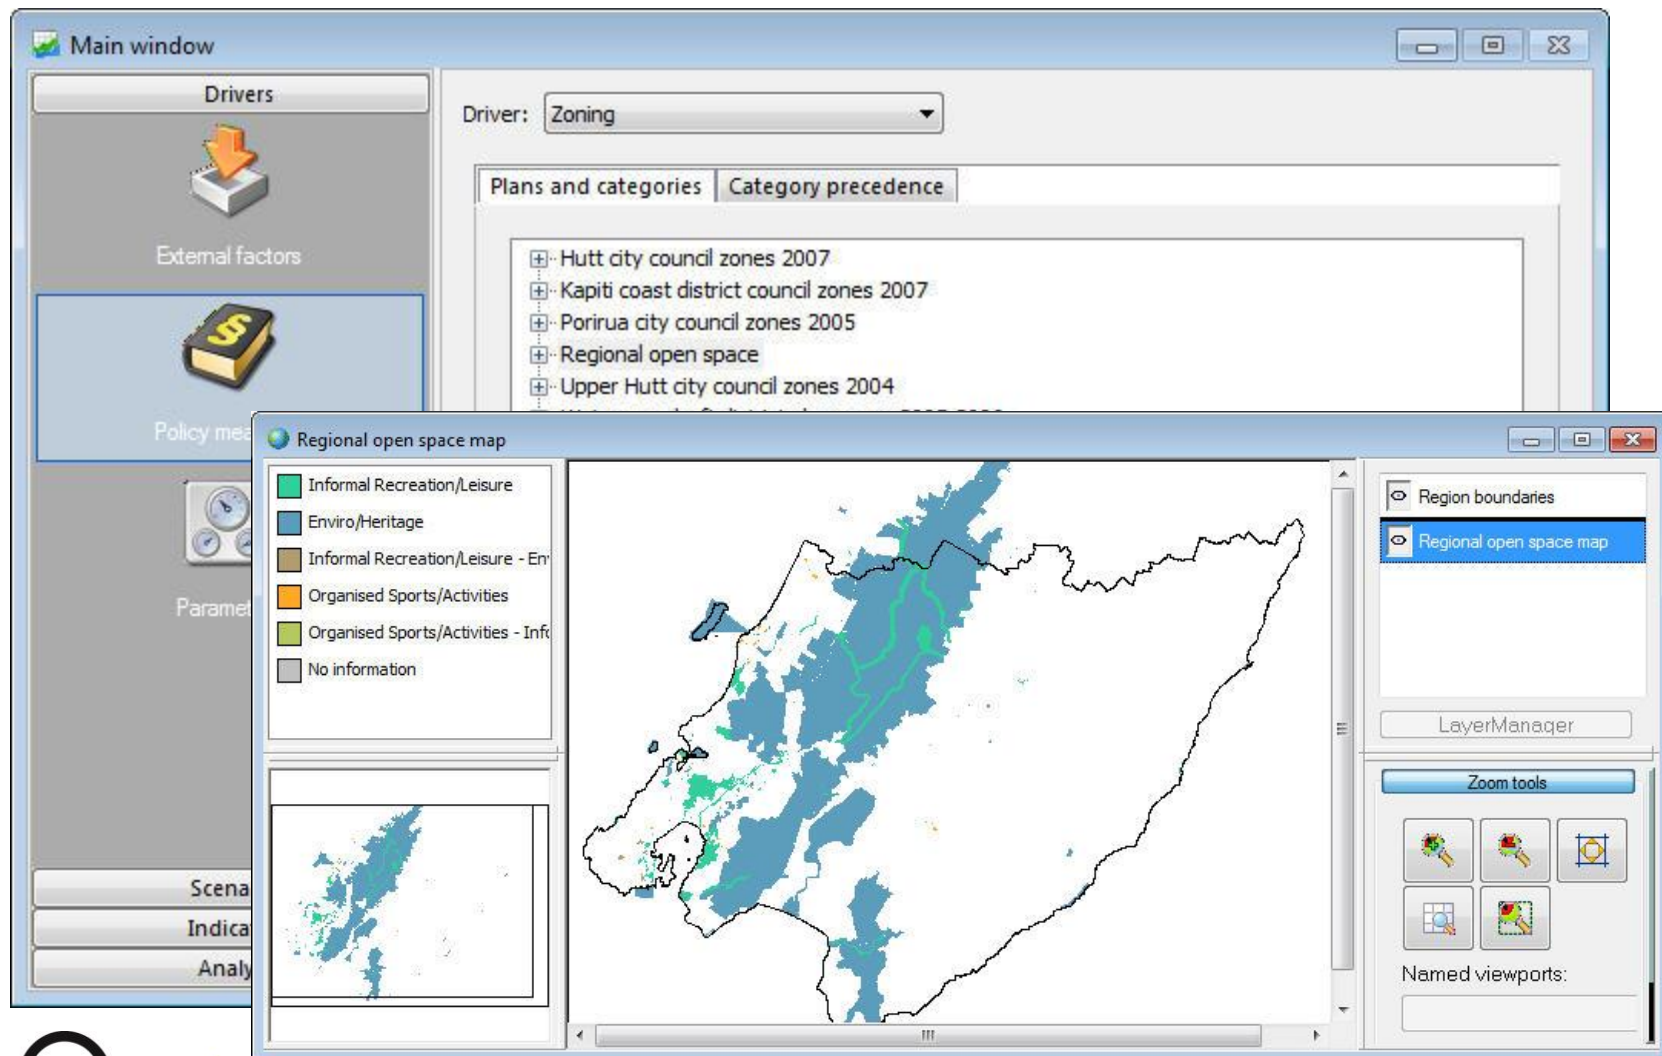 Main window
Drivers
External factors
Policy
Scena
Indica
Analy
Driver: Zoning
Plans and categories
Category precedence
Hutt city council zones 2007
Kapiti coast district council zones 2007
Porirua city council zones 2005
Regional open space
Upper Hutt city council zones 2004
Regional open space map
Informal Recreation/Leisure
Enviro/Heritage
Informal Recreation/Leisure - En
Organised Sports/Activities
Organised Sports/Activities - Info
No information
Region boundaries
Regional open space map
LayerManager
Zoom tools
Named viewports: